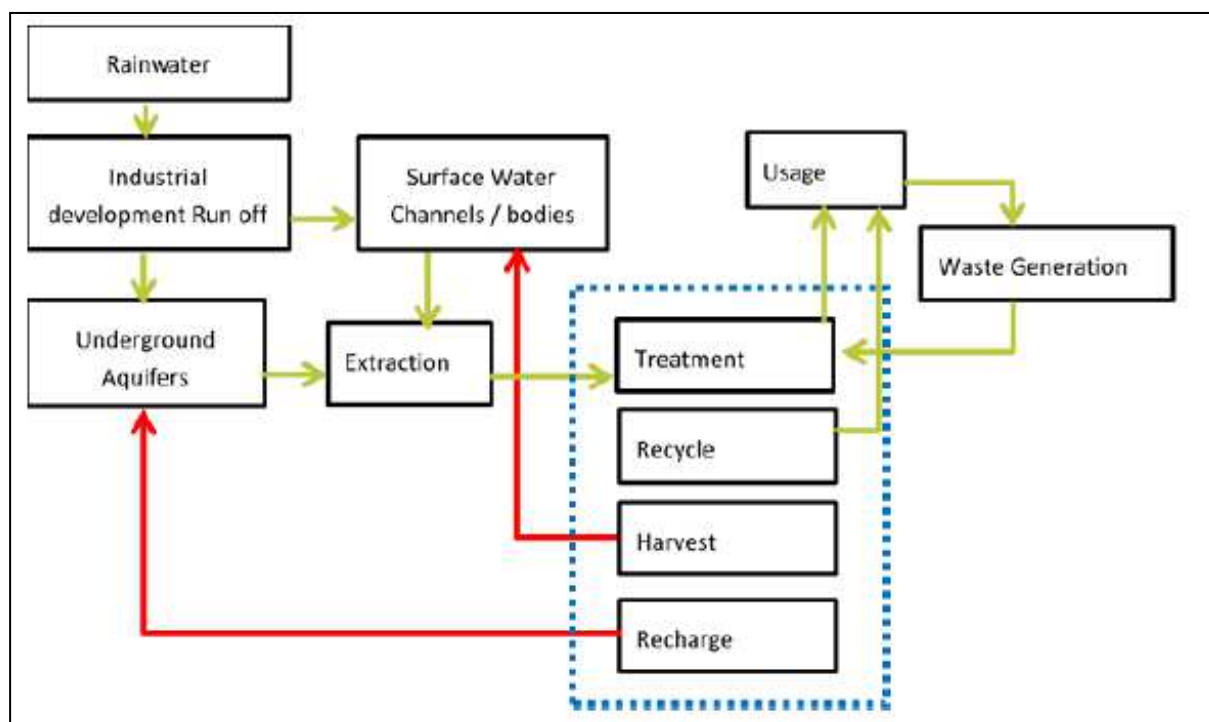 Rainwater
Industrial
development Run off
Surface Water
Channels / bodies
Usage
Waste Generation
Underground
Aquifers
Extraction
Treatment
Recycle
Harvest
Recharge